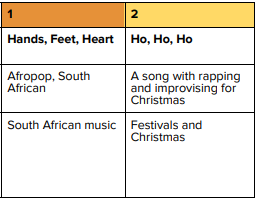 1
2
Hands, Feet, Heart
Ho, Ho, Ho
Afropop, South
African
A song with rapping
and improvising for
Christmas
South African music
Festivals and
Christmas